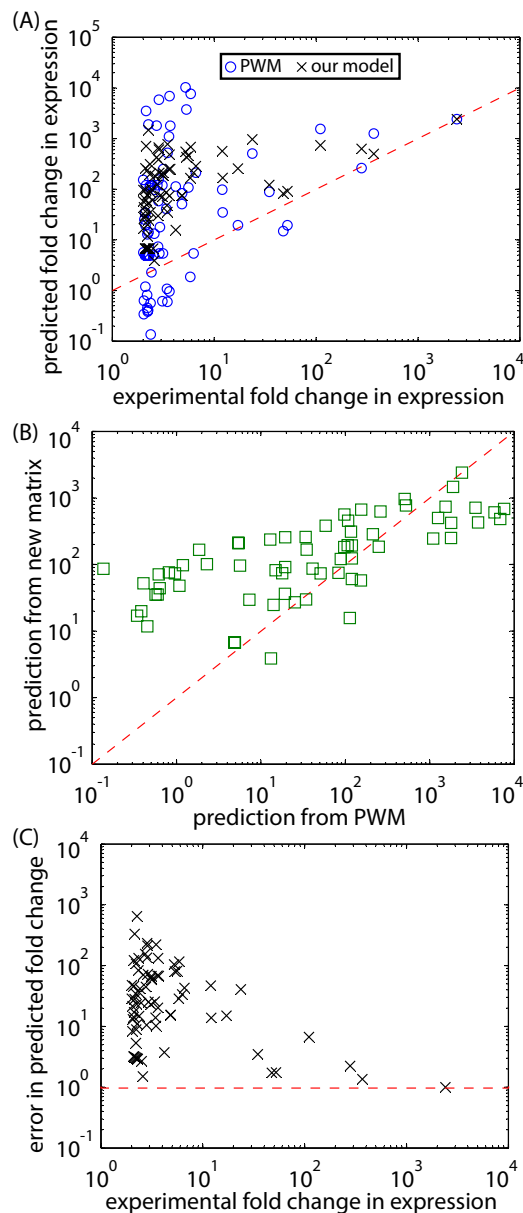 (A)
10^5
10^4
10^3
10^2
10^1
10^0
10^-1
predicted fold change in expression
PWM × our model
10^0 10^1 10^2 10^3 10^4
experimental fold change in expression
(B)
10^4
10^3
10^2
10^1
10^0
10^-1
prediction from new matrix
10^-1 10^0 10^1 10^2 10^3 10^4
prediction from PWM
(C)
10^4
10^3
10^2
10^1
10^0
10^-1
error in predicted fold change
10^0 10^1 10^2 10^3 10^4
experimental fold change in expression